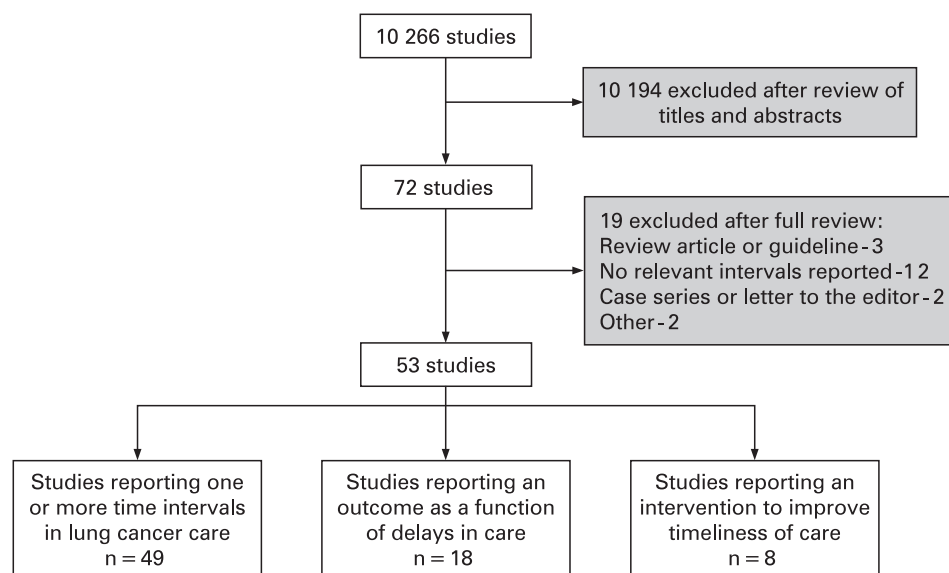 10 266 studies
10 194 excluded after review of
titles and abstracts
72 studies
19 excluded after full review:
Review article or guideline-3
No relevant intervals reported-12
Case series or letter to the editor-2
Other-2
53 studies
Studies reporting one
or more time intervals
in lung cancer care
n = 49
Studies reporting an
outcome as a function
of delays in care
n = 18
Studies reporting an
intervention to improve
timeliness of care
n = 8